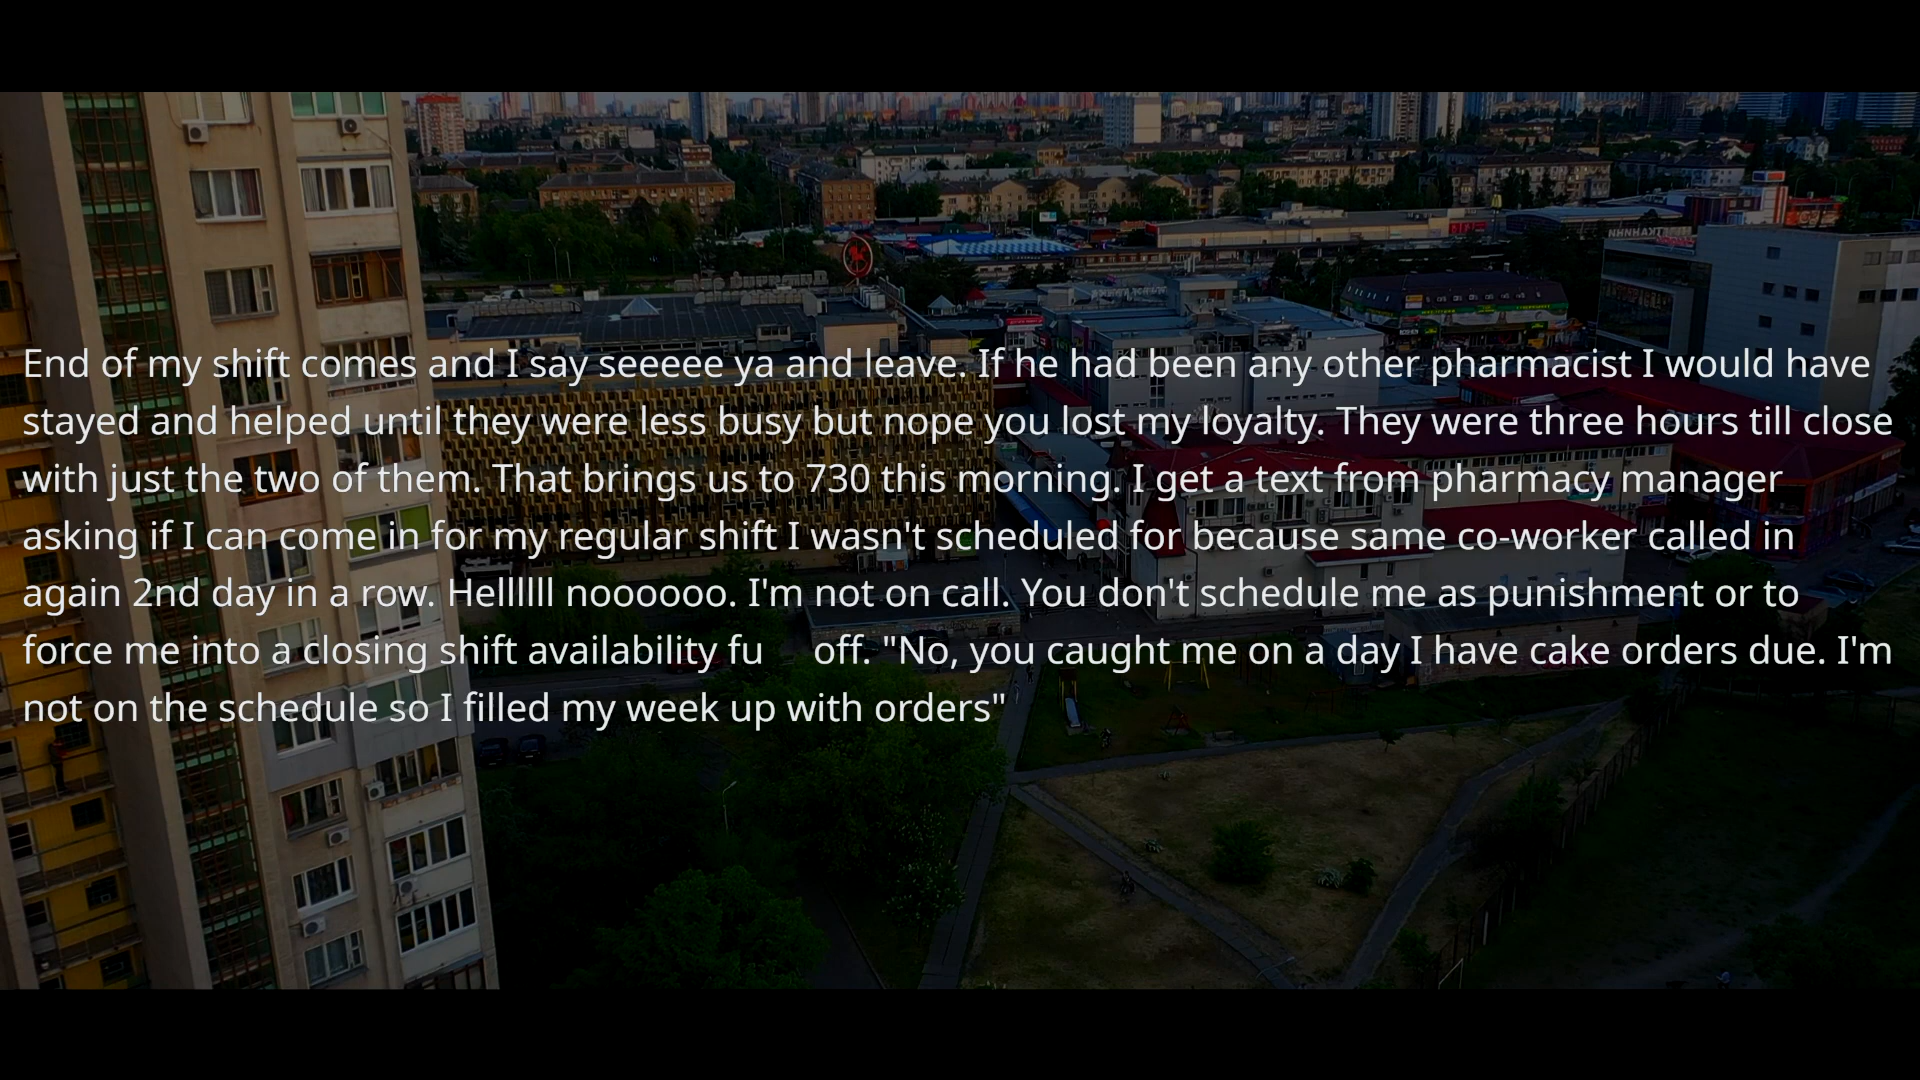 End of my shift comes and I say seeeee ya and leave. If he had been any other pharmacist I would have
stayed and helped until they were less busy but nope you lost my loyalty. They were three hours till close
with just the two of them. That brings us to 730 this morning. I get a text from pharmacy manager
asking if I can come in for my regular shift I wasn't scheduled for because same co-worker called in
again 2nd day in a row. Hellllll noooooo. I'm not on call. You don't schedule me as punishment or to
force me into a closing shift availability fu off. "No, you caught me on a day I have cake orders due. I'm
not on the schedule so I filled my week up with orders"